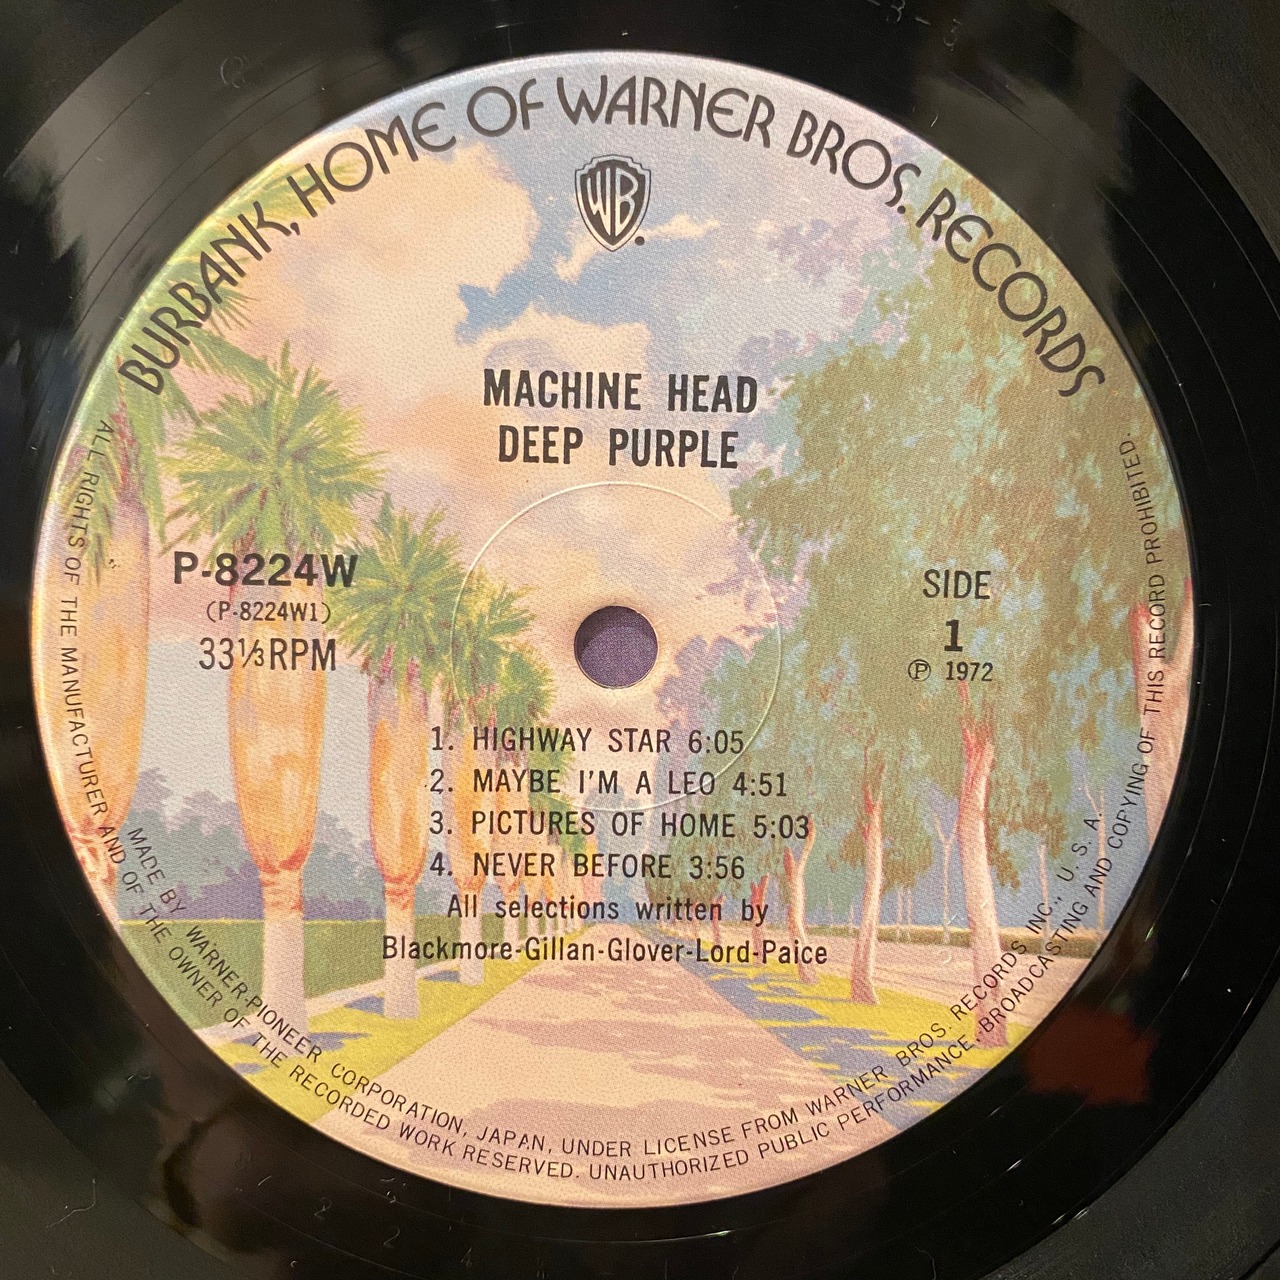 BURBANK, HOME OF WARNER BROS. RECORDS
WB
MACHINE HEAD
DEEP PURPLE
P-8224W
(P-8224W1)
33⅓RPM
SIDE
1
Ⓟ 1972
1. HIGHWAY STAR 6:05
2. MAYBE I'M A LEO 4:51
3. PICTURES OF HOME 5:03
4. NEVER BEFORE 3:56
All selections written by
Blackmore-Gillan-Glover-Lord-Paice
MADE BY WARNER-PIONEER CORPORATION, JAPAN, UNDER LICENSE FROM WARNER BROS. RECORDS INC., U. S. A.
ALL RIGHTS OF THE MANUFACTURER AND OF THE OWNER OF THE RECORDED WORK RESERVED. UNAUTHORIZED PUBLIC PERFORMANCE. BROADCASTING AND COPYING OF THIS RECORD PROHIBITED.